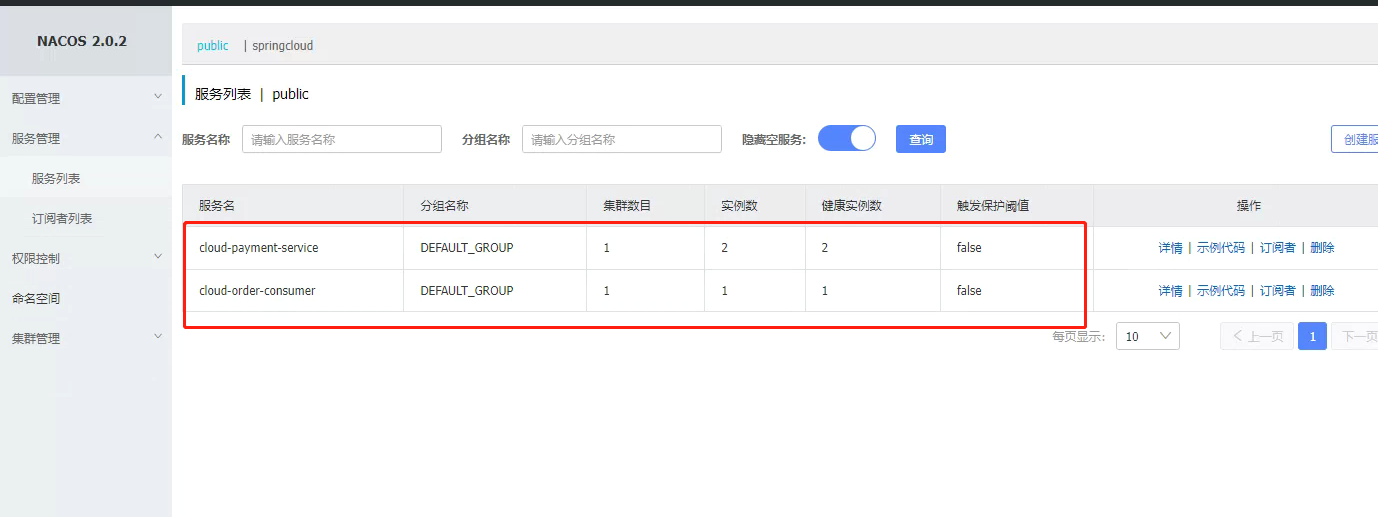 NACOS 2.0.2
配置管理
服务管理
服务列表
订阅者列表
权限控制
命名空间
集群管理
public | springcloud
服务列表 | public
服务名称 请输入服务名称 分组名称 请输入分组名称 隐藏空服务: 查询 创建服
服务名 分组名称 集群数目 实例数 健康实例数 触发保护阈值 操作
cloud-payment-service DEFAULT_GROUP 1 2 2 false 详情 | 示例代码 | 订阅者 | 删除
cloud-order-consumer DEFAULT_GROUP 1 1 1 false 详情 | 示例代码 | 订阅者 | 删除
每页显示: 10 上一页 1 下一页